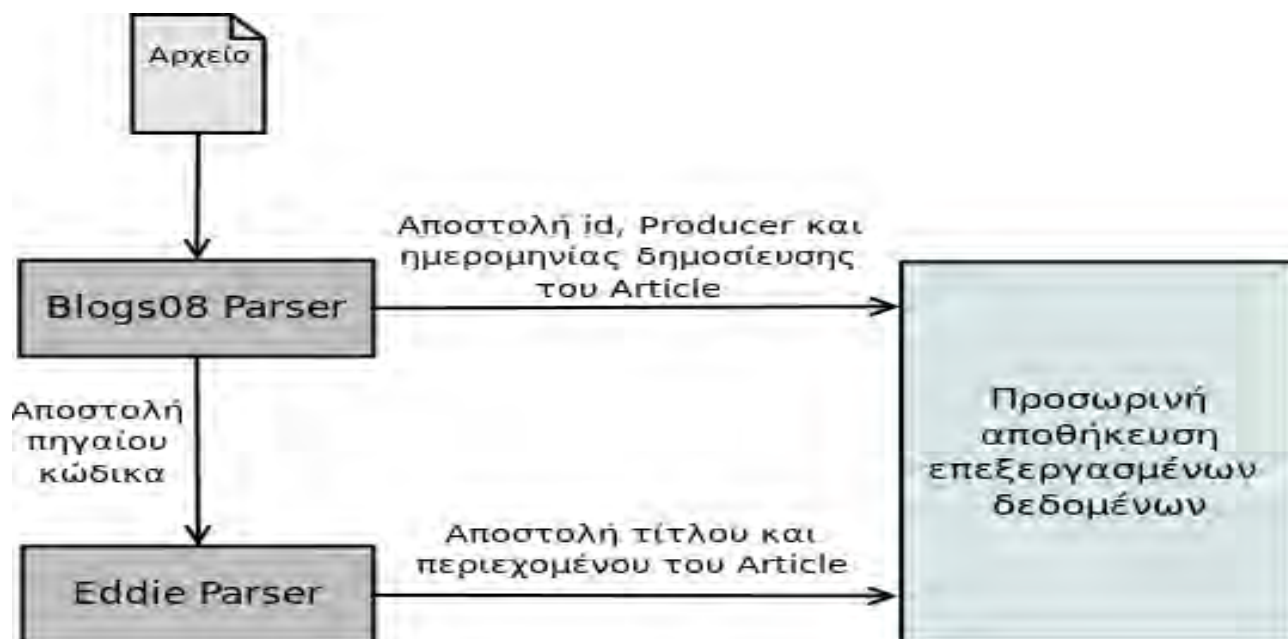 Αρχείο
Αποστολή id, Producer και
ημερομηνίας δημοσίευσης
του Article
Blogs08 Parser
Αποστολή
πηγαίου
κώδικα
Προσωρινή
αποθήκευση
επεξεργασμένων
δεδομένων
Αποστολή τίτλου και
περιεχομένου του Article
Eddie Parser